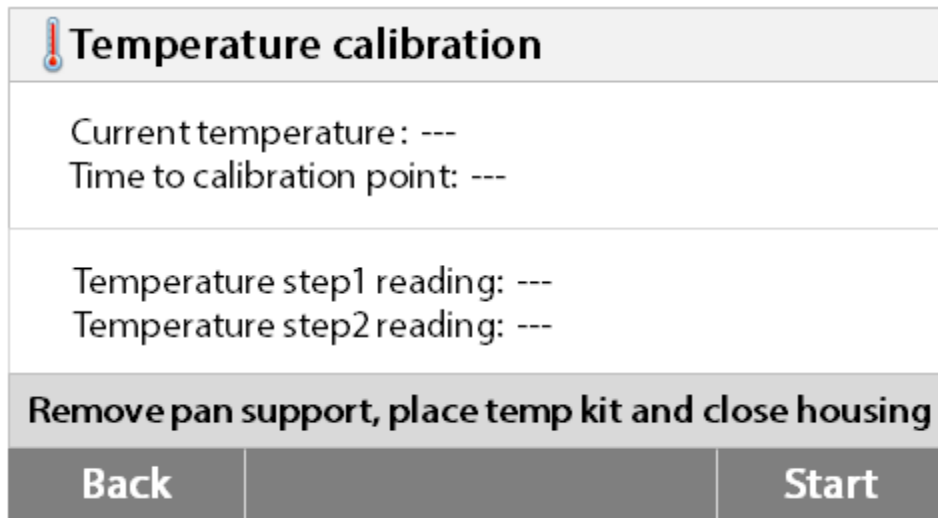 Temperature calibration
Current temperature: ---
Time to calibration point: ---
Temperature step1 reading: ---
Temperature step2 reading: ---
Remove pan support, place temp kit and close housing
Back
Start